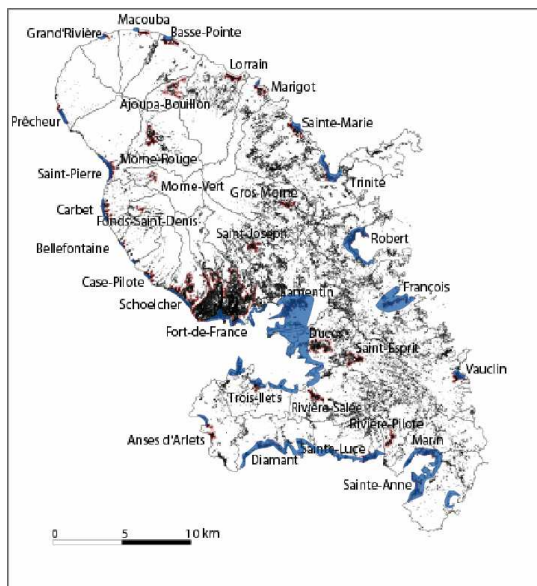 Macouba
Grand'Rivière
Basse-Pointe
Lorrain
Marigot
Ajoupa-Bouillon
Prêcheur
Sainte-Marie
Morne-Rouge
Saint-Pierre
Trinité
Morne-Vert
Gros-Morne
Carbet
Fonds-Saint-Denis
Saint-Joseph
Robert
Bellefontaine
Case-Pilote
François
Lamentin
Schoelcher
Fort-de-France
Ducos
Saint-Esprit
Vauclin
Trois-Ilets
Rivière-Salée
Rivière-Pilote
Anses d'Arlets
Marin
Sainte-Luce
Diamant
Sainte-Anne
0 5 10 km